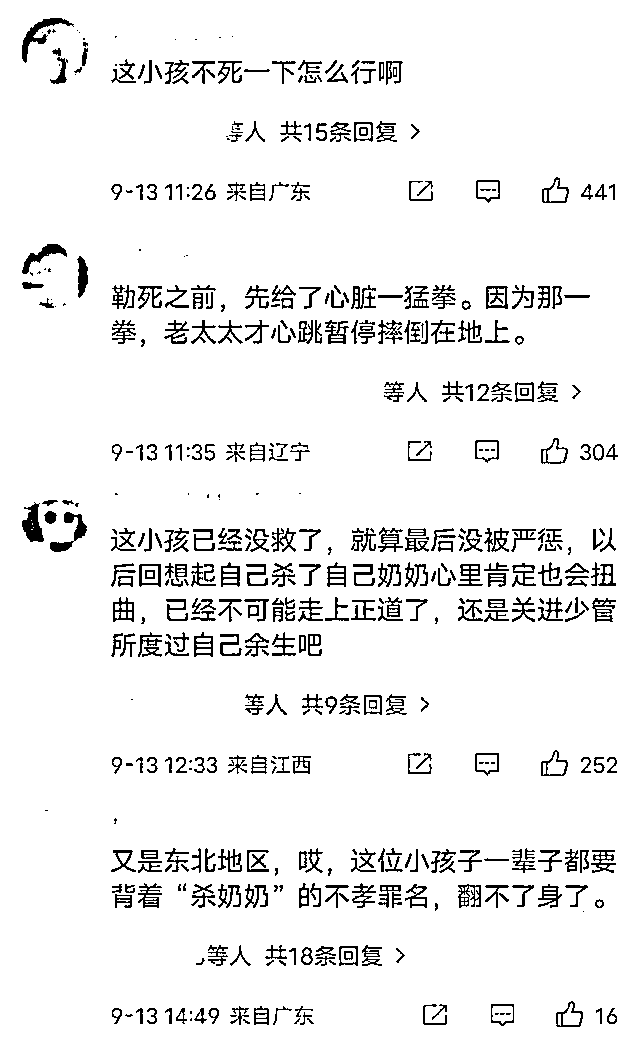 这小孩不死一下怎么行啊
等人 共15条回复 >
9-13 11:26 来自广东 441
勒死之前，先给了心脏一猛拳。因为那一
拳，老太太才心跳暂停摔倒在地上。
等人 共12条回复 >
9-13 11:35 来自辽宁 304
这小孩已经没救了，就算最后没被严惩，以
后回想起自己杀了自己奶奶心里肯定也会扭
曲，已经不可能走上正道了，还是关进少管
所度过自己余生吧
等人 共9条回复 >
9-13 12:33 来自江西 252
又是东北地区，哎，这位小孩子一辈子都要
背着“杀奶奶”的不孝罪名，翻不了身了。
等人 共18条回复 >
9-13 14:49 来自广东 16